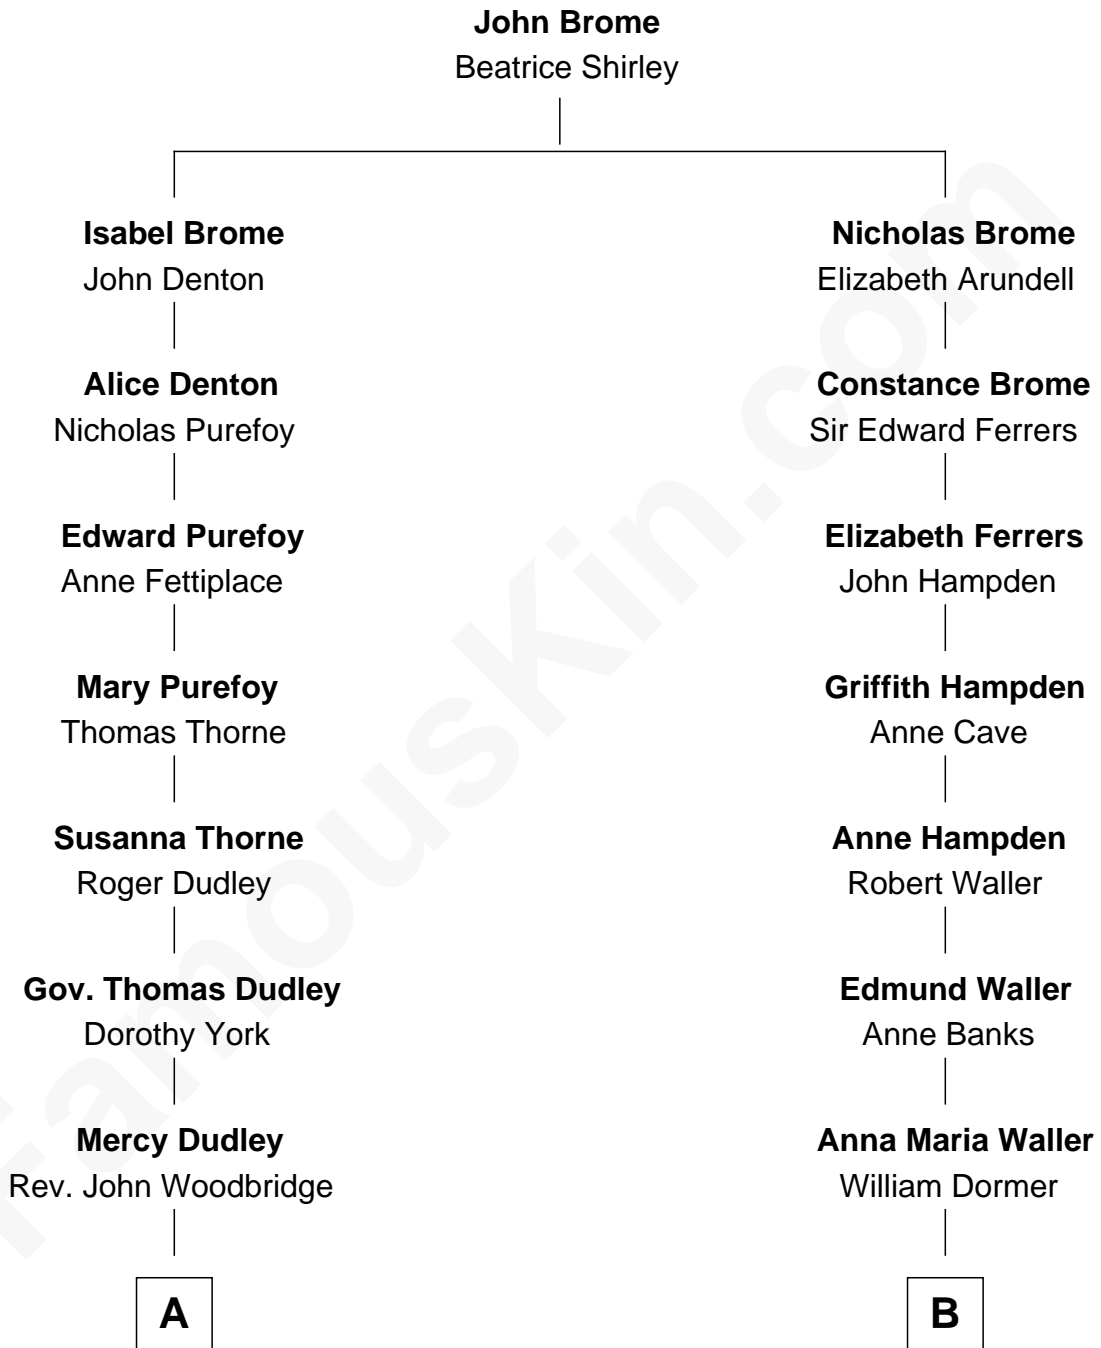 John Brome
Beatrice Shirley
Isabel Brome
John Denton
Nicholas Brome
Elizabeth Arundell
Alice Denton
Nicholas Purefoy
Constance Brome
Sir Edward Ferrers
Edward Purefoy
Anne Fettiplace
Elizabeth Ferrers
John Hampden
Mary Purefoy
Thomas Thorne
Griffith Hampden
Anne Cave
Susanna Thorne
Roger Dudley
Anne Hampden
Robert Waller
Gov. Thomas Dudley
Dorothy York
Edmund Waller
Anne Banks
Mercy Dudley
Rev. John Woodbridge
Anna Maria Waller
William Dormer
A
B
FamousKin.com